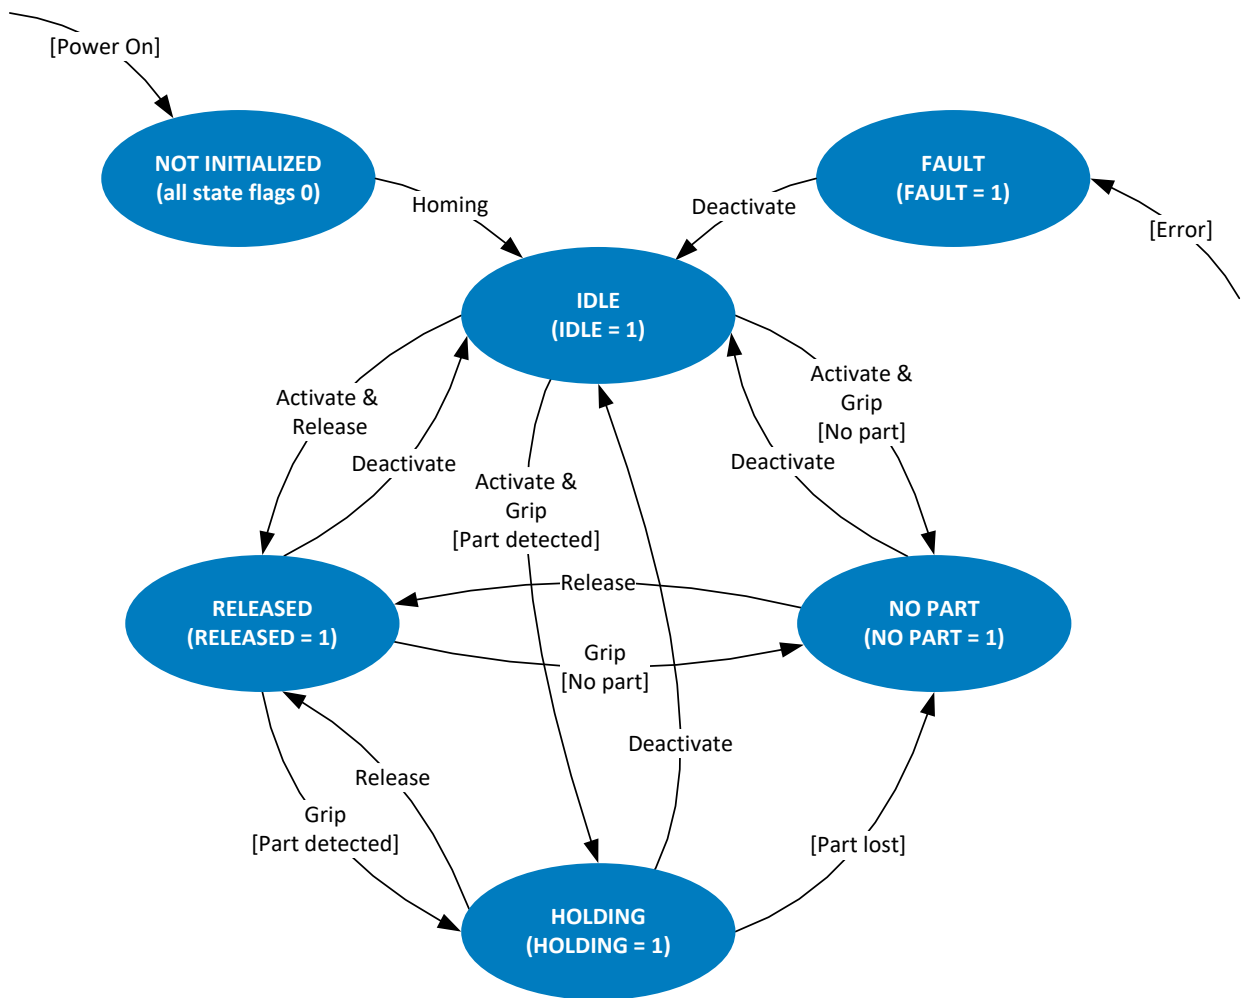 [Power On]
NOT INITIALIZED
(all state flags 0)
FAULT
(FAULT = 1)
Homing
Deactivate
[Error]
IDLE
(IDLE = 1)
Activate &
Release
Deactivate
Activate &
Grip
[Part detected]
Activate &
Grip
[No part]
Deactivate
RELEASED
(RELEASED = 1)
Release
NO PART
(NO PART = 1)
Grip
[No part]
Deactivate
Release
Grip
[Part detected]
[Part lost]
HOLDING
(HOLDING = 1)